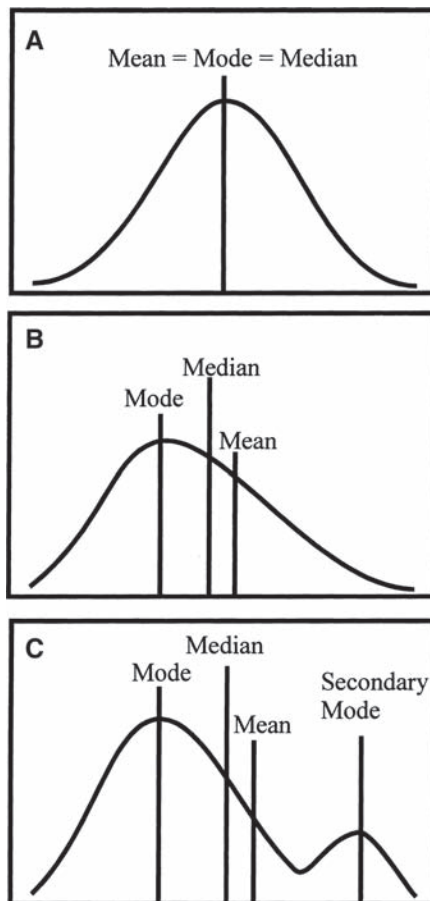 A
Mean = Mode = Median
B
Median
Mode
Mean
C
Median
Mode
Secondary
Mode
Mean